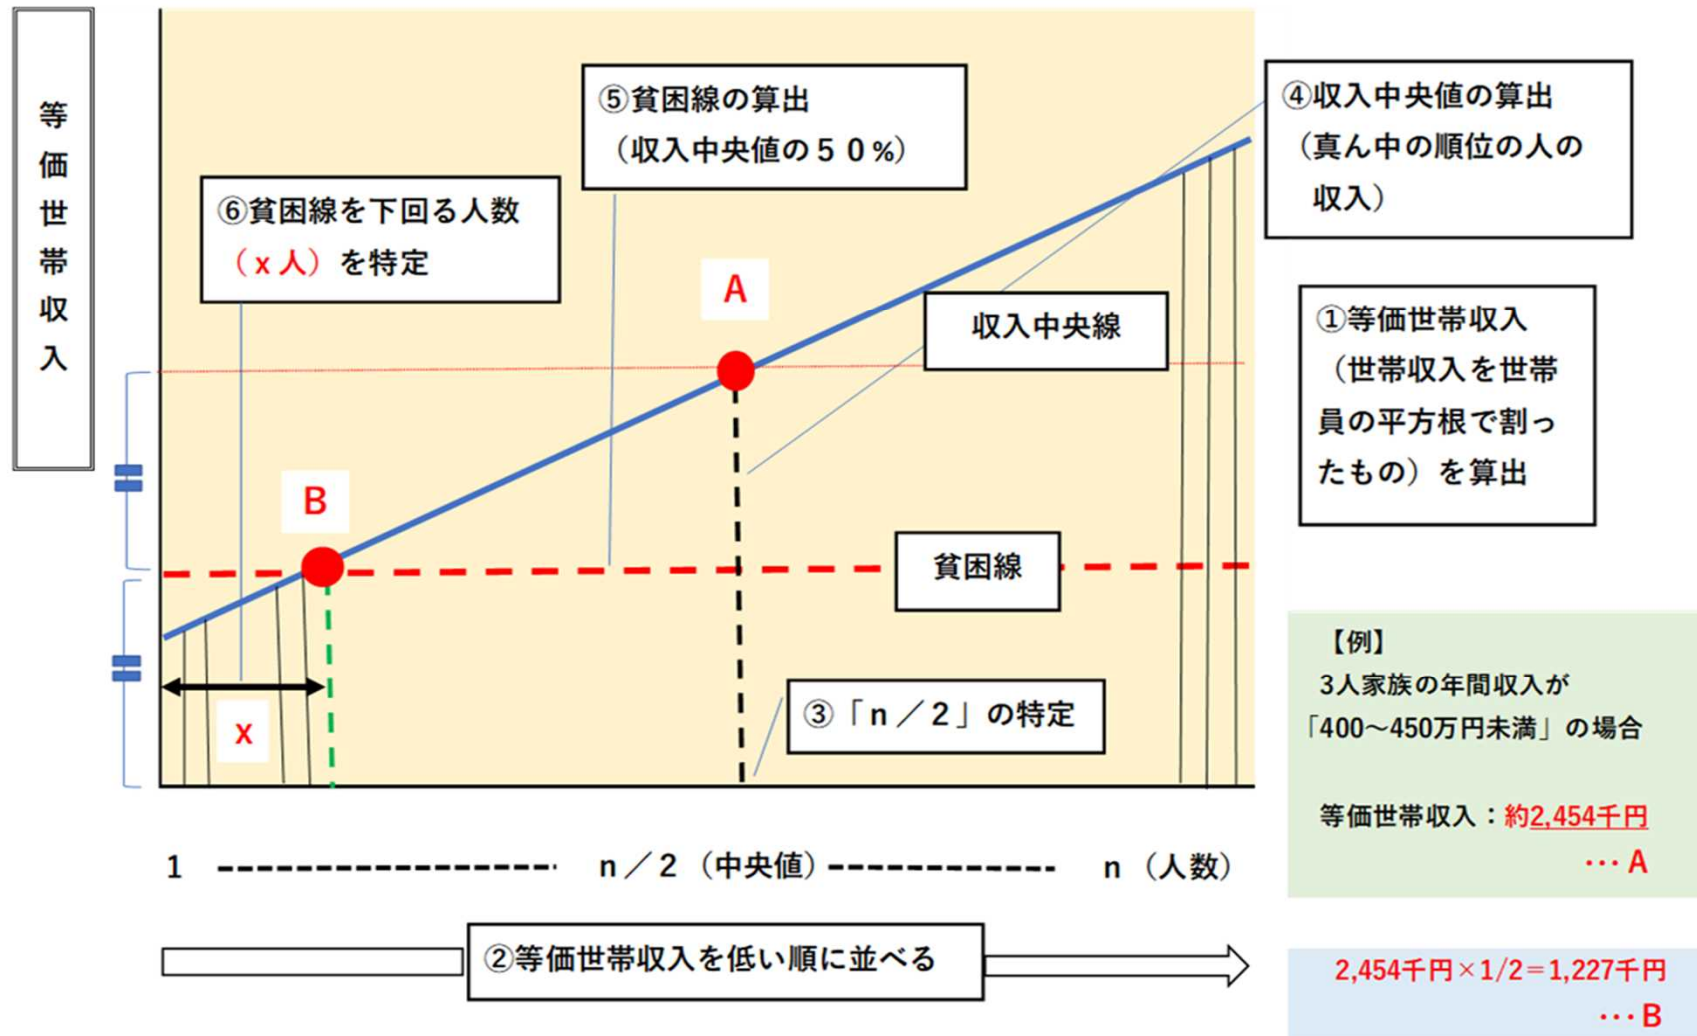 等価世帯収入
⑤貧困線の算出
（収入中央値の５０%）
④収入中央値の算出
（真ん中の順位の人の
収入）
⑥貧困線を下回る人数
（ｘ人）を特定
A
収入中央線
①等価世帯収入
（世帯収入を世帯
員の平方根で割っ
たもの）を算出
B
貧困線
x
③「ｎ／２」の特定
【例】
3人家族の年間収入が
「400～450万円未満」の場合
等価世帯収入：約2,454千円
…A
1
ｎ／２（中央値）
ｎ（人数）
②等価世帯収入を低い順に並べる
2,454千円×1/2＝1,227千円
…B